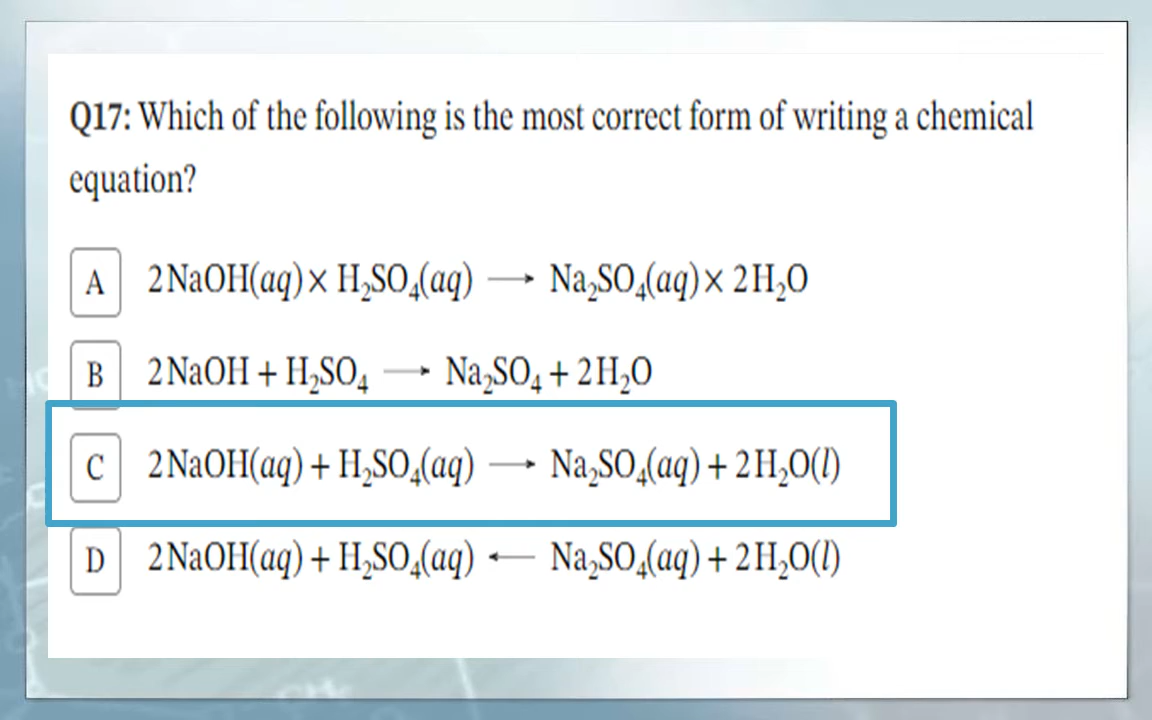 Q17: Which of the following is the most correct form of writing a chemical
equation?
A 2NaOH(aq) × H₂SO₄(aq) ⟶ Na₂SO₄(aq) × 2H₂O
B 2NaOH + H₂SO₄ ⟶ Na₂SO₄ + 2H₂O
C 2NaOH(aq) + H₂SO₄(aq) ⟶ Na₂SO₄(aq) + 2H₂O(l)
D 2NaOH(aq) + H₂SO₄(aq) ⟵ Na₂SO₄(aq) + 2H₂O(l)